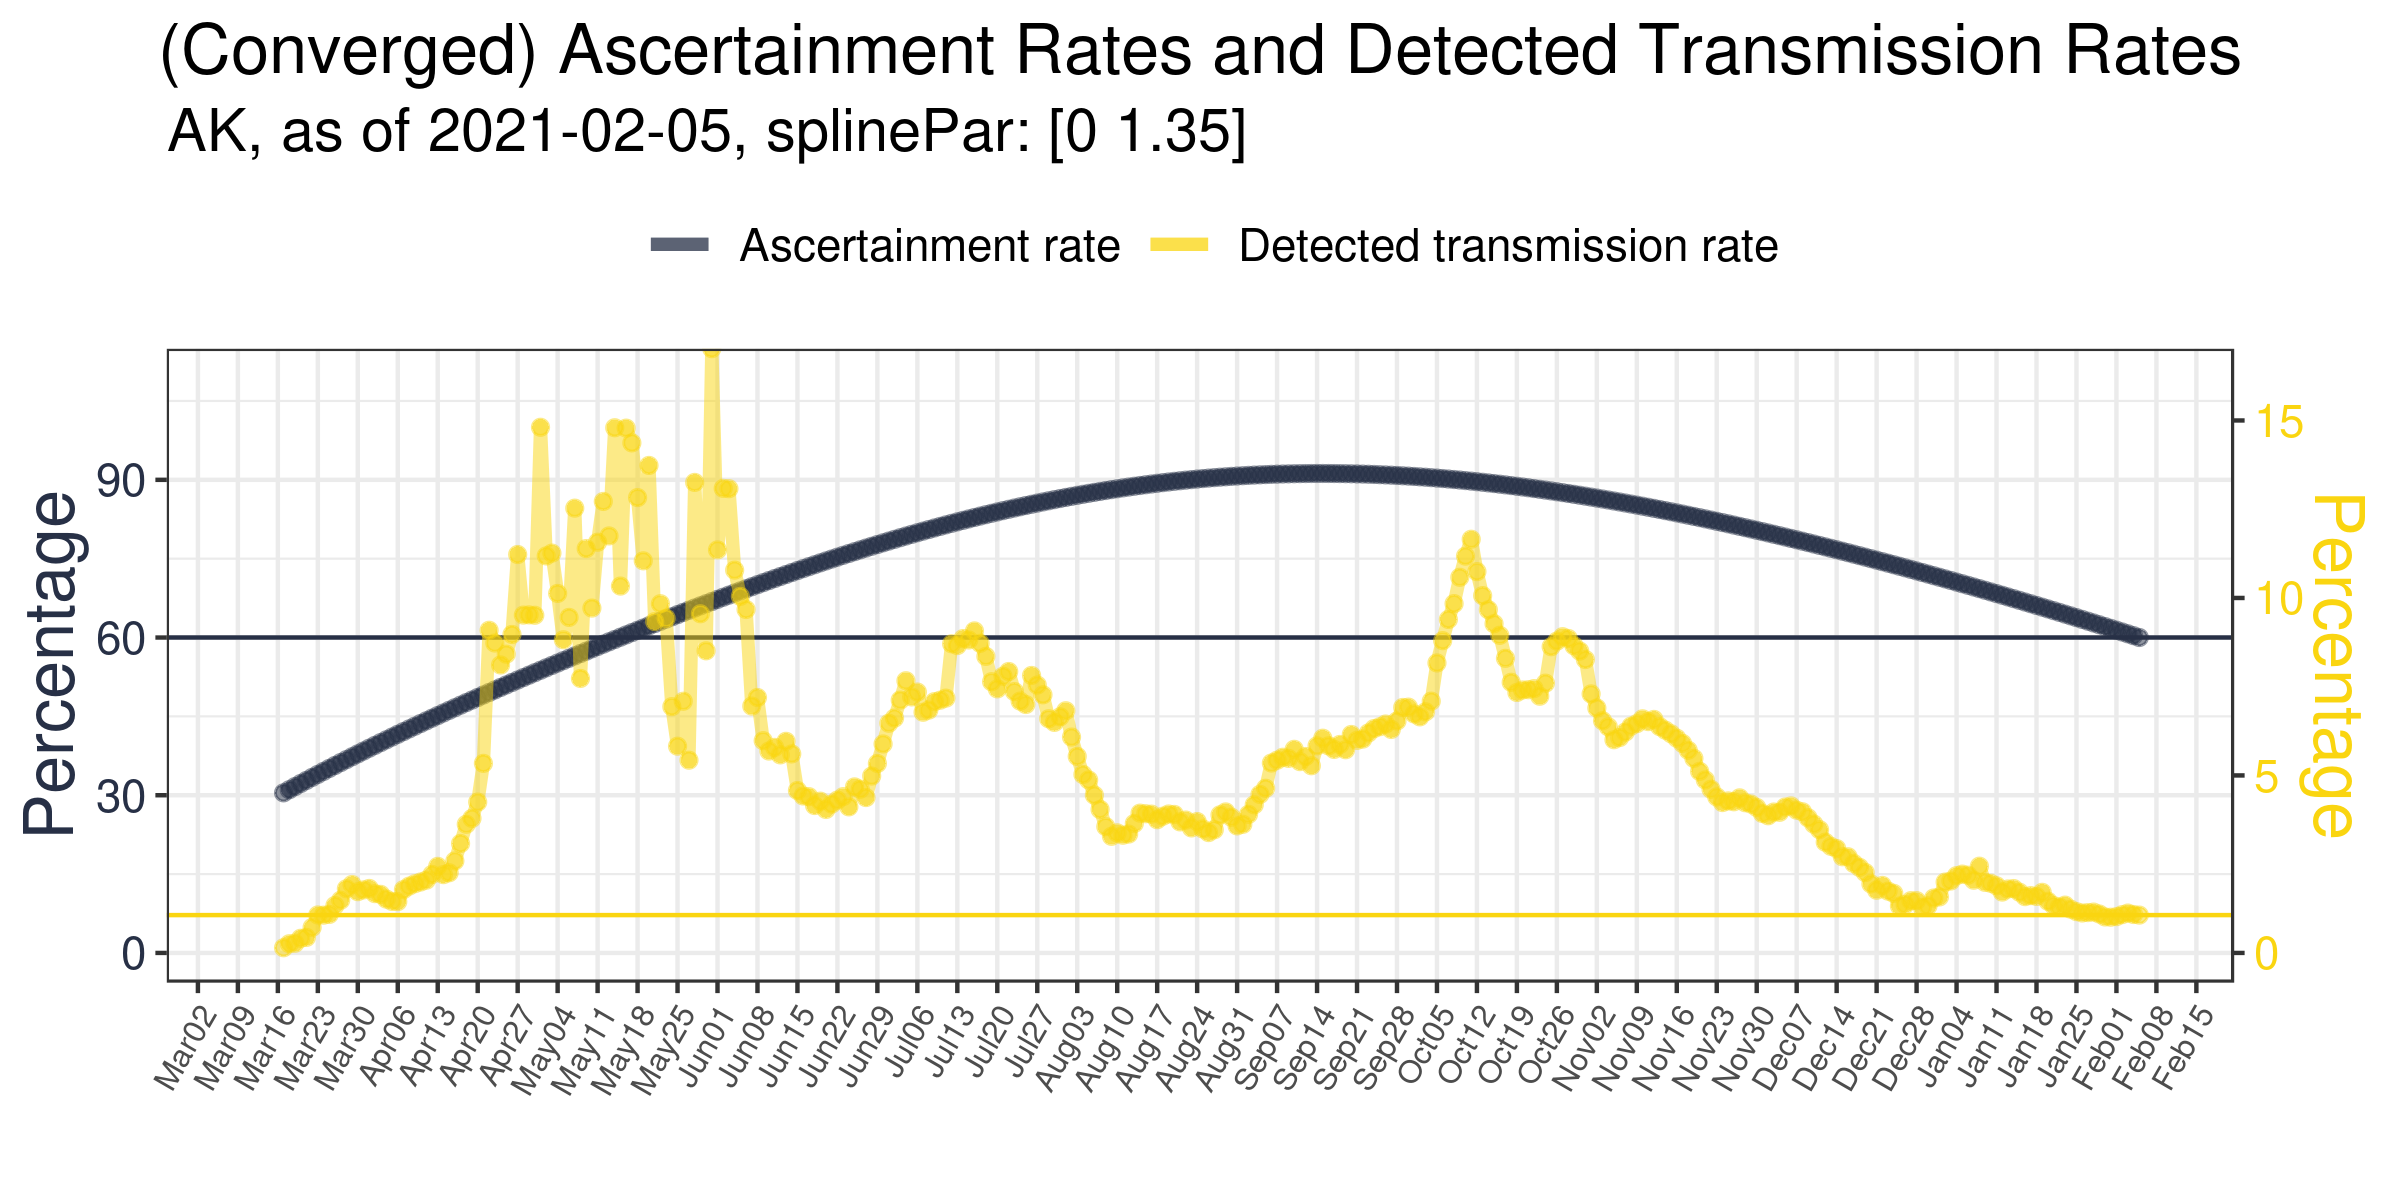 (Converged) Ascertainment Rates and Detected Transmission Rates
AK, as of 2021-02-05, splinePar: [0 1.35]
Ascertainment rate Detected transmission rate
Percentage
90
60
30
0
15
10
5
0
Percentage
Mar02 Mar09 Mar16 Mar23 Mar30 Apr06 Apr13 Apr20 Apr27 May04 May11 May18 May25 Jun01 Jun08 Jun15 Jun22 Jun29 Jul06 Jul13 Jul20 Jul27 Aug03 Aug10 Aug17 Aug24 Aug31 Sep07 Sep14 Sep21 Sep28 Oct05 Oct12 Oct19 Oct26 Nov02 Nov09 Nov16 Nov23 Nov30 Dec07 Dec14 Dec21 Dec28 Jan04 Jan11 Jan18 Jan25 Feb01 Feb08 Feb15